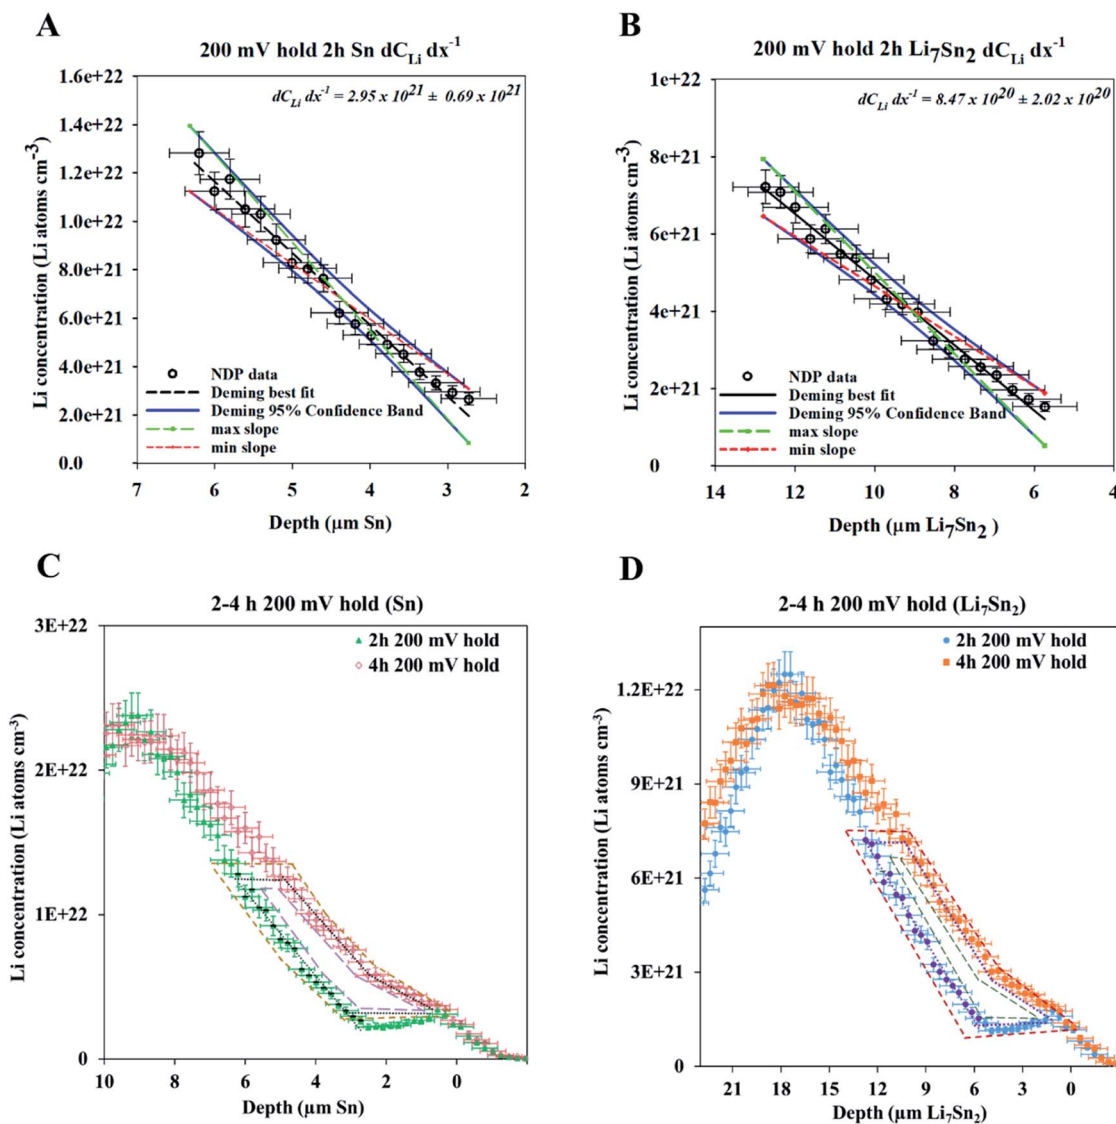 A
200 mV hold 2h Sn dC_Li dx⁻¹
dC_Li dx⁻¹ = 2.95 x 10²¹ ± 0.69 x 10²¹
Li concentration (Li atoms cm⁻³)
1.6e+22
1.4e+22
1.2e+22
1.0e+22
8.0e+21
6.0e+21
4.0e+21
2.0e+21
0.0
NDP data
Deming best fit
Deming 95% Confidence Band
max slope
min slope
7 6 5 4 3 2
Depth (µm Sn)
B
200 mV hold 2h Li₇Sn₂ dC_Li dx⁻¹
dC_Li dx⁻¹ = 8.47 x 10²⁰ ± 2.02 x 10²⁰
Li concentration (Li atoms cm⁻³)
1e+22
8e+21
6e+21
4e+21
2e+21
0
NDP data
Deming best fit
Deming 95% Confidence Band
max slope
min slope
14 12 10 8 6 4
Depth (µm Li₇Sn₂ )
C
2-4 h 200 mV hold (Sn)
2h 200 mV hold
4h 200 mV hold
Li concentration (Li atoms cm⁻³)
3E+22
2E+22
1E+22
0
10 8 6 4 2 0
Depth (µm Sn)
D
2-4 h 200 mV hold (Li₇Sn₂)
2h 200 mV hold
4h 200 mV hold
Li concentration (Li atoms cm⁻³)
1.2E+22
9E+21
6E+21
3E+21
0
21 18 15 12 9 6 3 0
Depth (µm Li₇Sn₂)